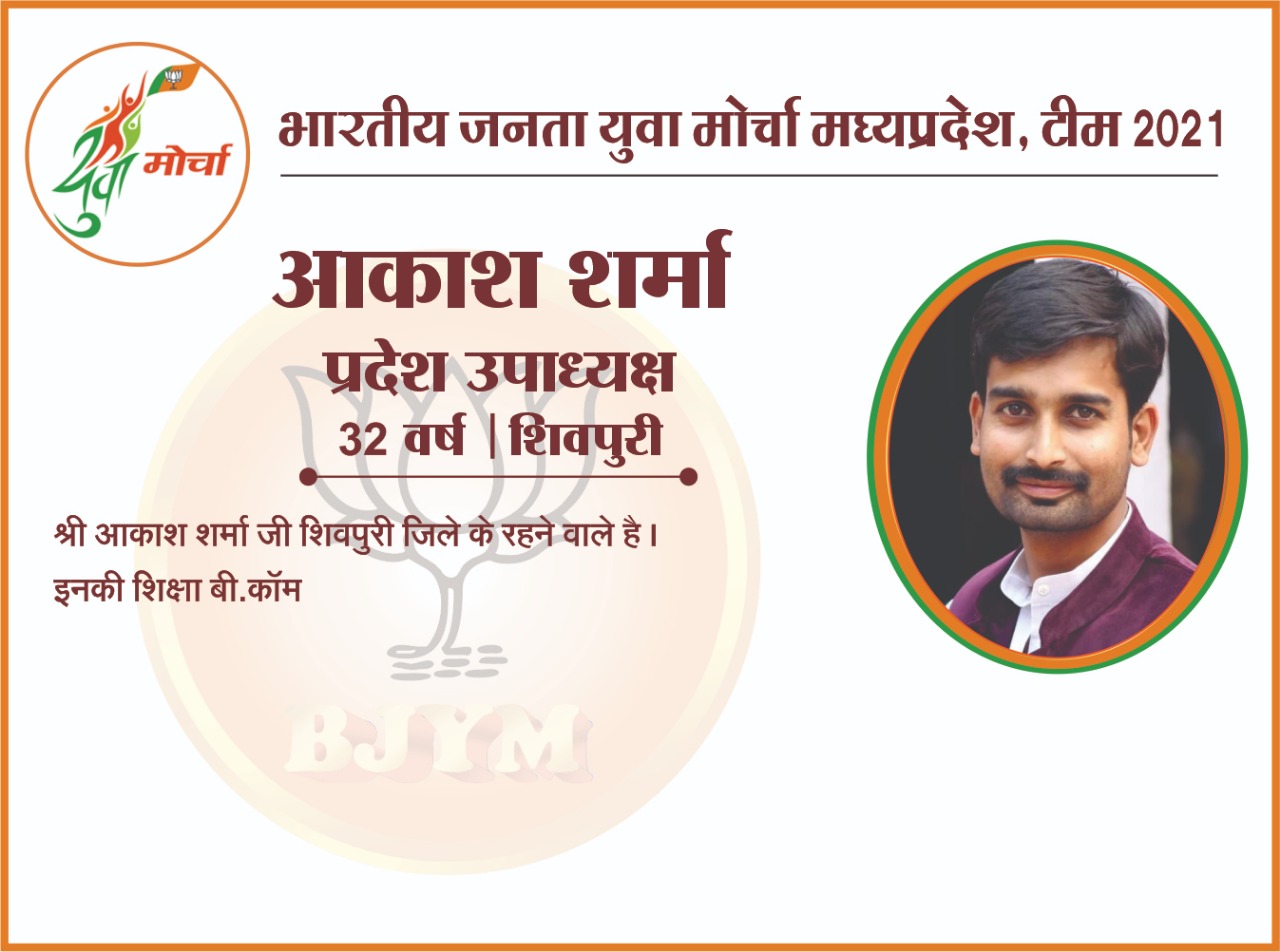 युवा मोर्चा
भारतीय जनता युवा मोर्चा मघ्यप्रदेश, टीम 2021
आकाश शर्मा
प्रदेश उपाध्यक्ष
32 वर्ष | शिवपुरी
श्री आकाश शर्मा जी शिवपुरी जिले के रहने वाले है ।
इनकी शिक्षा बी.कॉम
BJYM